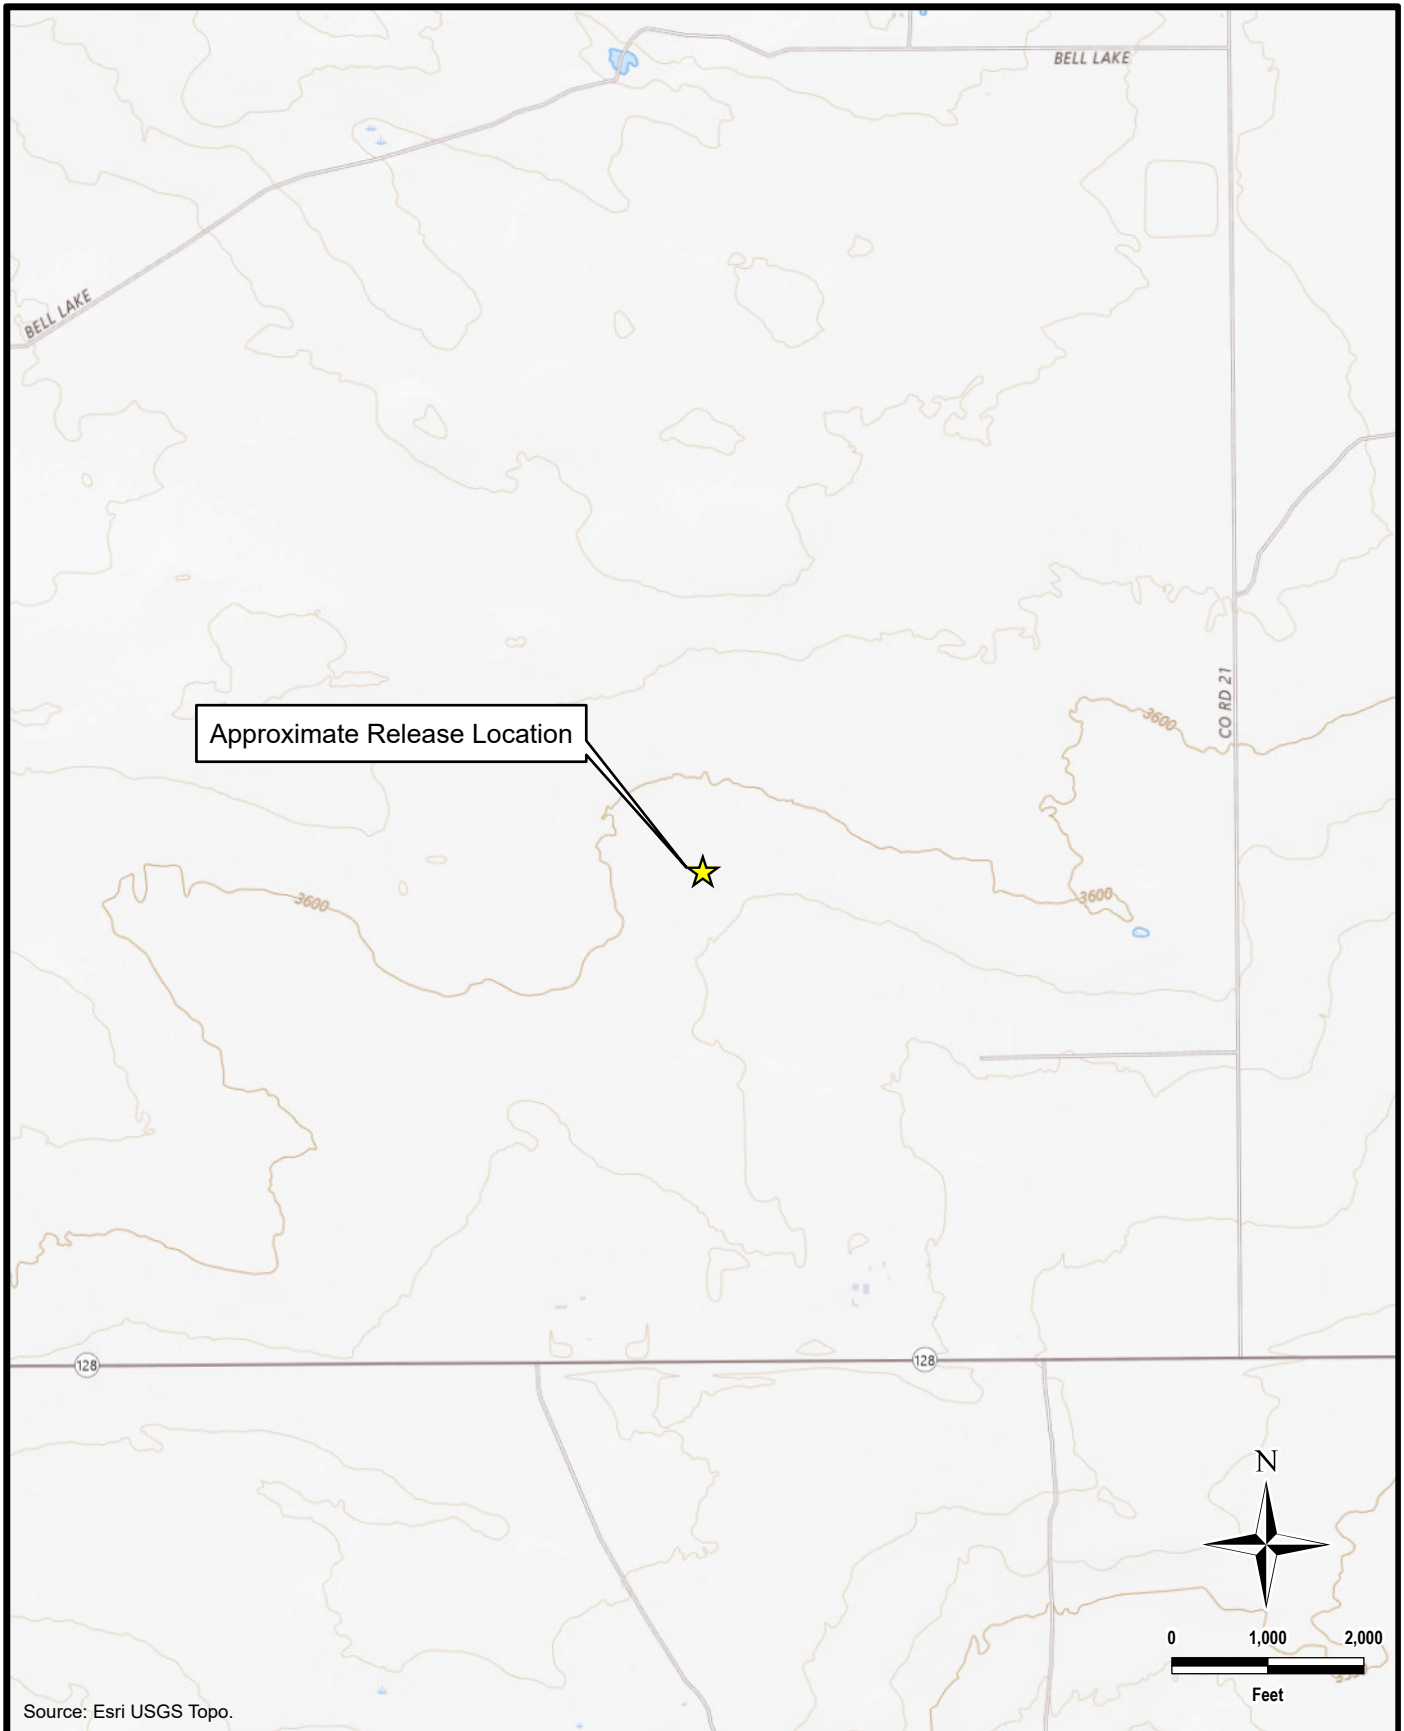 BELL LAKE
BELL LAKE
CO RD 21
3600
Approximate Release Location
3600
3600
128
128
N
0 1,000 2,000
Feet
Source: Esri USGS Topo.